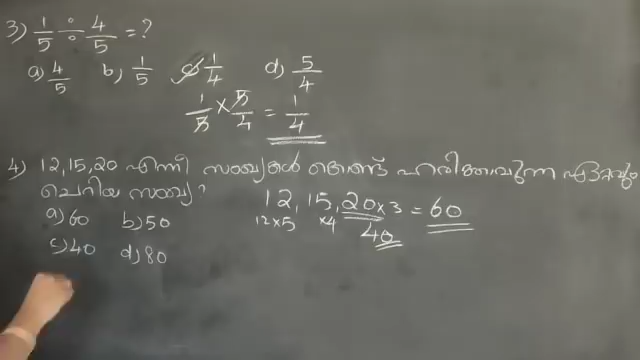 3) 1/5 ÷ 4/5 = ?
a) 4/5 b) 1/5 c) 1/4 d) 5/4
1/5 × 5/4 = 1/4
4) 12, 15, 20 എന്നീ സംഖ്യകൾ കൊണ്ട് ഹരിക്കാവുന്ന ഏറ്റവും
ചെറിയ സംഖ്യ?
12, 15, 20×3 = 60
12×5 ×4 40
a) 60 b) 50
c) 40 d) 80